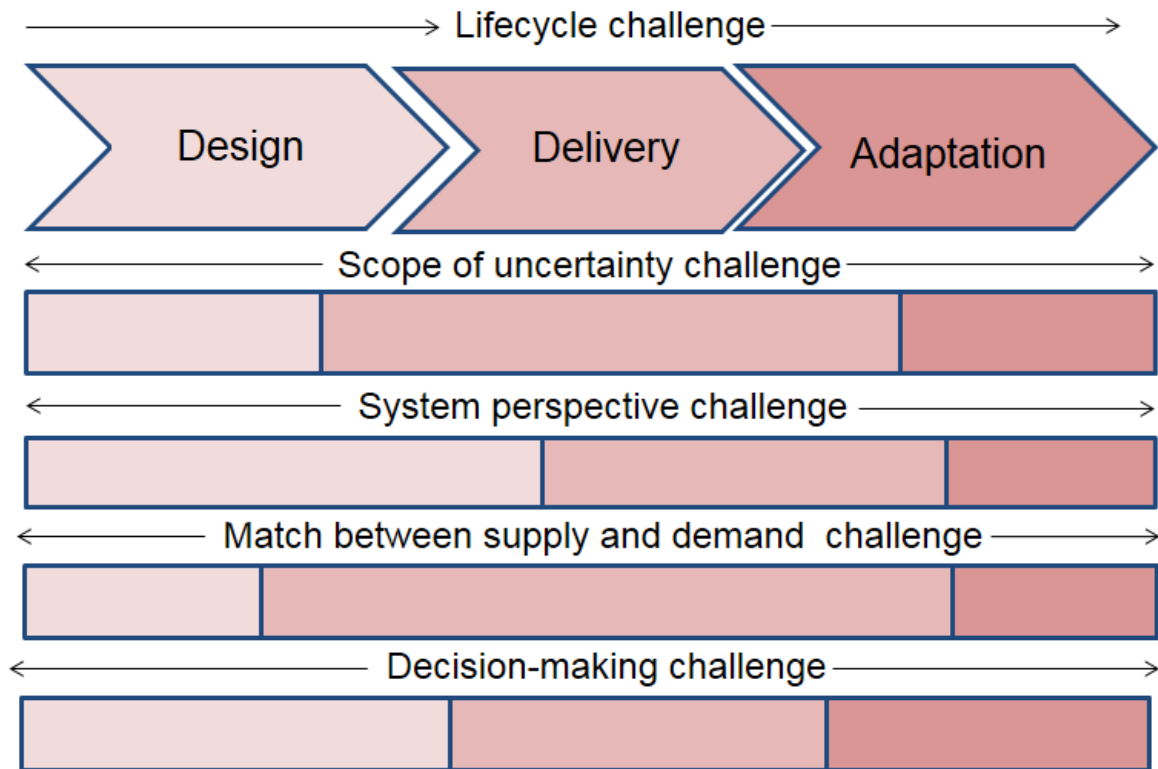 Lifecycle challenge
Design
Delivery
Adaptation
Scope of uncertainty challenge
System perspective challenge
Match between supply and demand challenge
Decision-making challenge